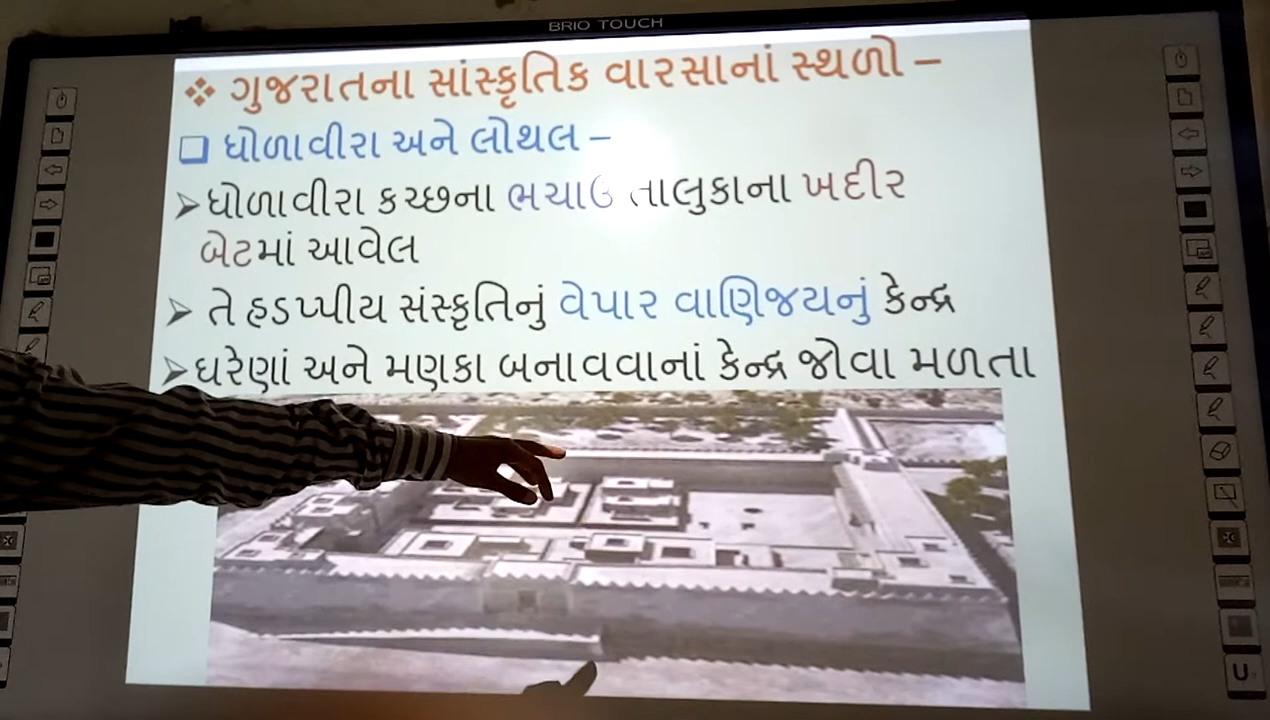 BRIO TOUCH
❖ ગુજરાતના સાંસ્કૃતિક વારસાનાં સ્થળો –
❑ ધોળાવીરા અને લોથલ –
➢ ધોળાવીરા કચ્છના ભચાઉ તાલુકાના ખદીર
બેટમાં આવેલ
➢ તે હડપ્પીય સંસ્કૃતિનું વેપાર વાણિજયનું કેન્દ્ર
➢ ઘરેણાં અને મણકા બનાવવાનાં કેન્દ્ર જોવા મળતા